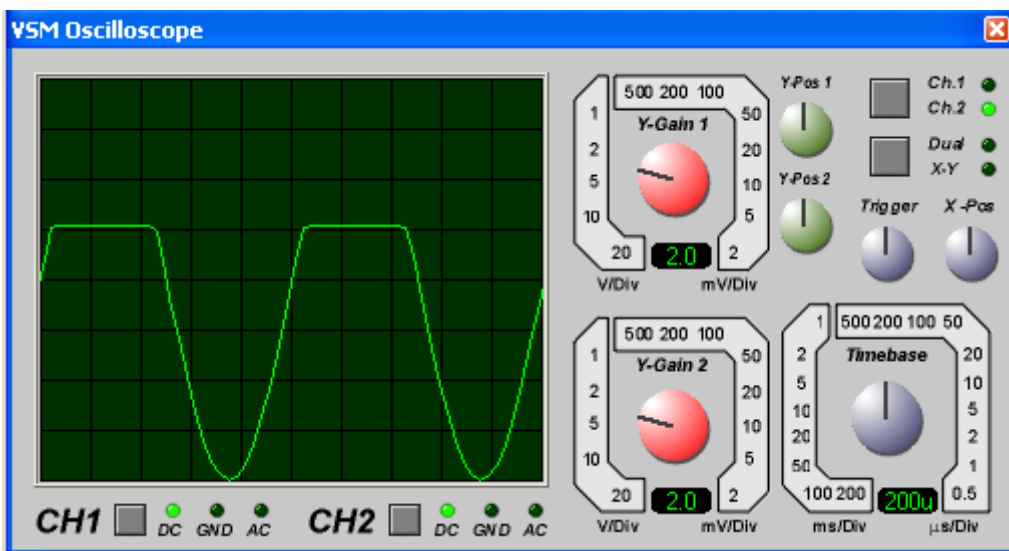 VSM Oscilloscope
500 200 100
1 50
Y-Gain 1
2 20
5 10
10 5
20 2.0 2
V/Div mV/Div
Y-Pos 1
Y-Pos 2
Ch.1
Ch.2
Dual
X-Y
Trigger X -Pos
500 200 100
1 50
Y-Gain 2
2 20
5 10
10 5
20 2.0 2
V/Div mV/Div
1 500 200 100 50
2 Timebase 20
5 10
10 5
20 2
50 1
100 200 200u 0.5
ms/Div µs/Div
CH1 DC GND AC CH2 DC GND AC